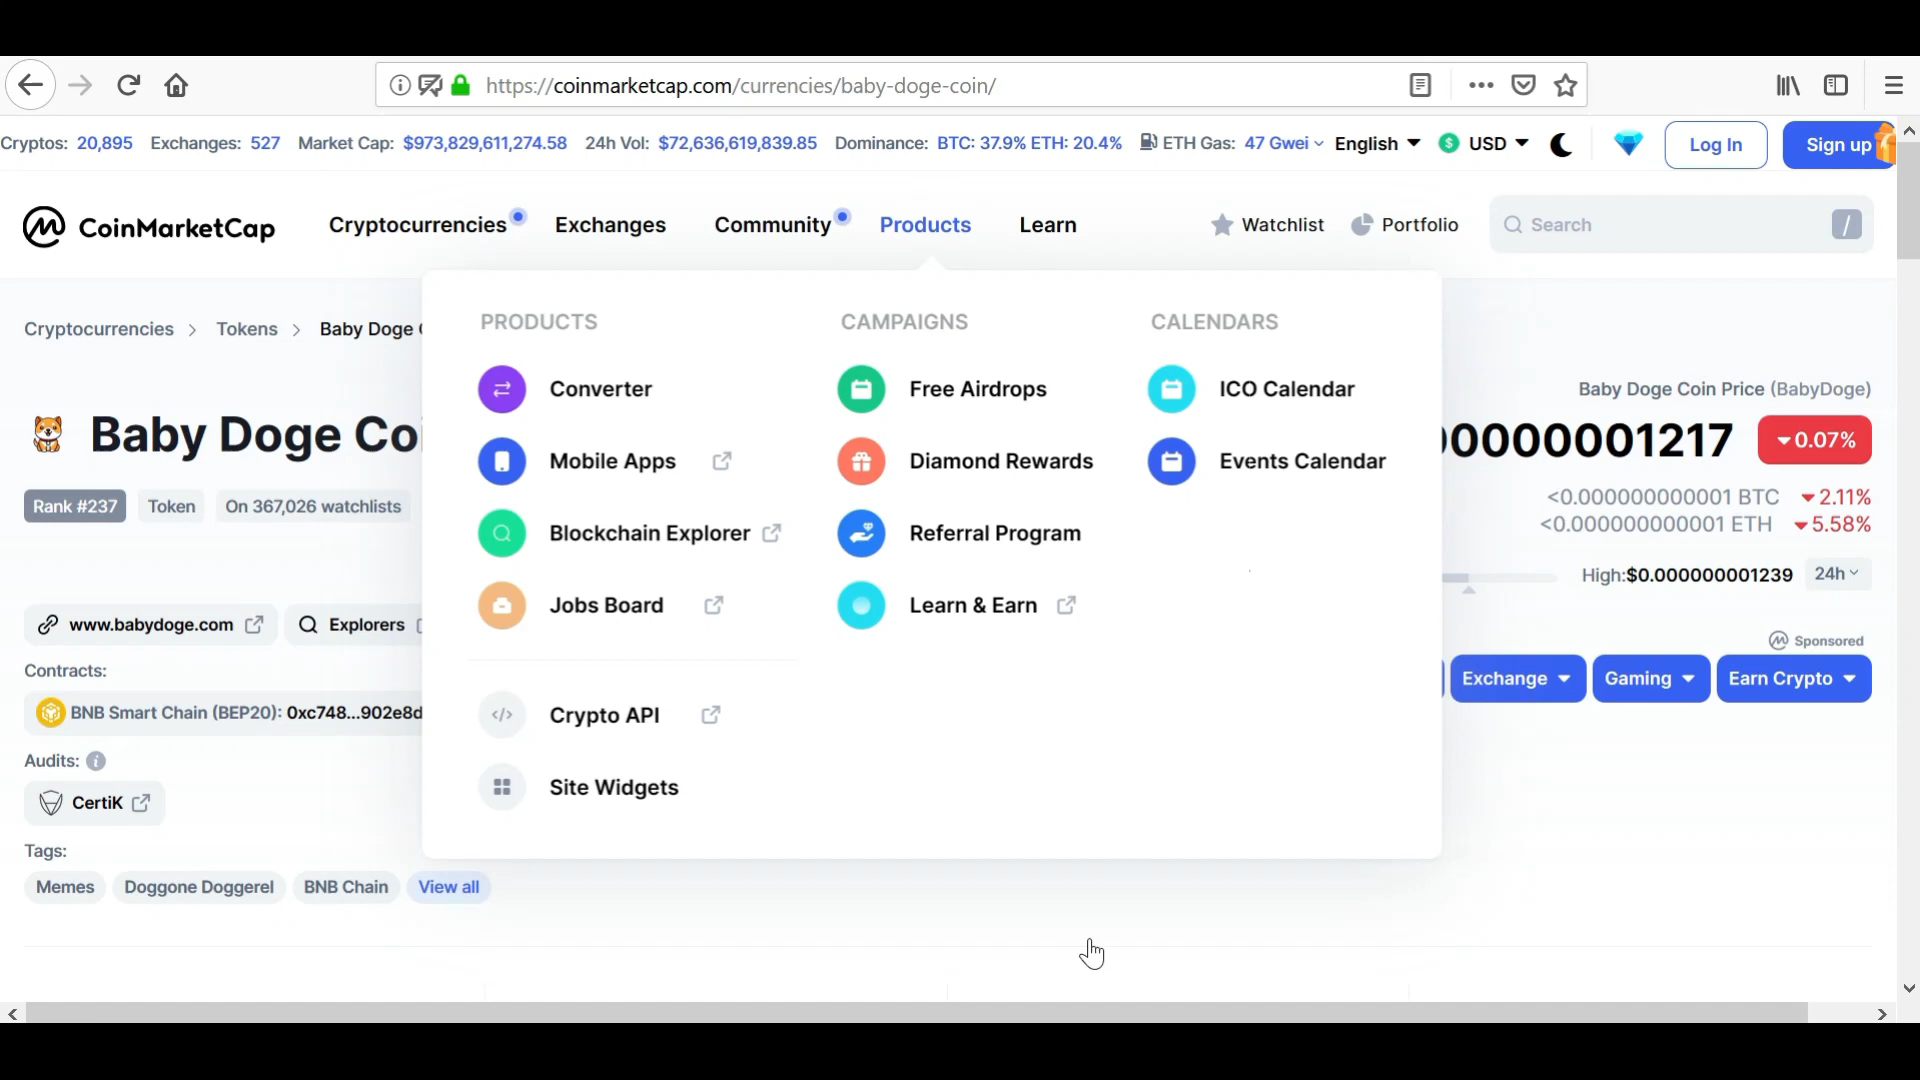 https://coinmarketcap.com/currencies/baby-doge-coin/
Cryptos: 20,895 Exchanges: 527 Market Cap: $973,829,611,274.58 24h Vol: $72,636,619,839.85 Dominance: BTC: 37.9% ETH: 20.4% ETH Gas: 47 Gwei English $ USD Log In Sign up
CoinMarketCap Cryptocurrencies Exchanges Community Products Learn Watchlist Portfolio Search /
Cryptocurrencies > Tokens > Baby Doge
PRODUCTS CAMPAIGNS CALENDARS
Converter Free Airdrops ICO Calendar
Baby Doge Coin Price (BabyDoge)
Baby Doge Co
00000001217 0.07%
Mobile Apps Diamond Rewards Events Calendar
Rank #237 Token On 367,026 watchlists
<0.000000000001 BTC 2.11%
<0.000000000001 ETH 5.58%
Blockchain Explorer Referral Program
High:$0.000000001239 24h
Jobs Board Learn & Earn
www.babydoge.com Explorers
Sponsored
Contracts:
Exchange Gaming Earn Crypto
BNB Smart Chain (BEP20): 0xc748...902e8d
Crypto API
Audits:
Site Widgets
CertiK
Tags:
Memes Doggone Doggerel BNB Chain View all